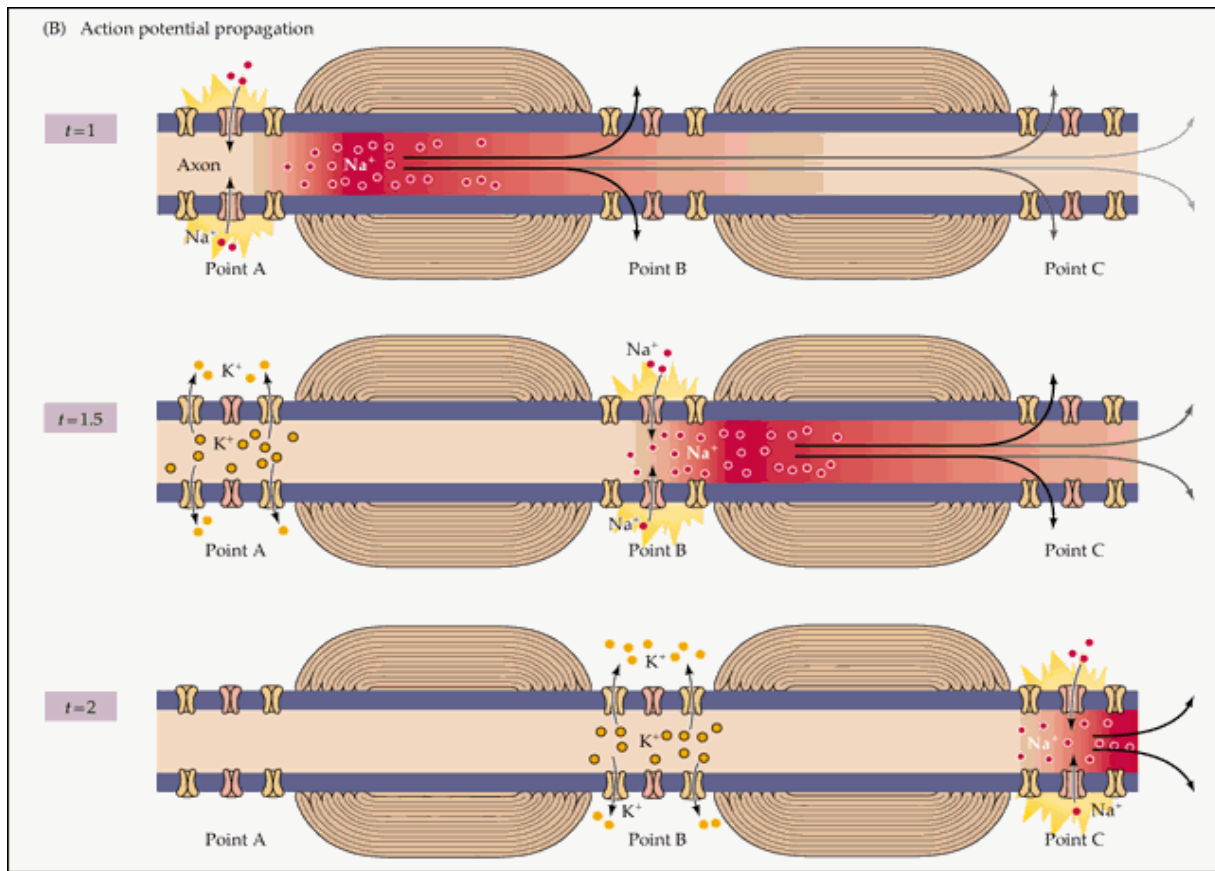 (B) Action potential propagation
t=1
Axon
Na⁺
Na⁺
Point A
Point B
Point C
t=1.5
K⁺
Na⁺
K⁺
Na⁺
Na⁺
Point A
Point B
Point C
t=2
K⁺
K⁺
Na⁺
K⁺
Na⁺
Point A
Point B
Point C